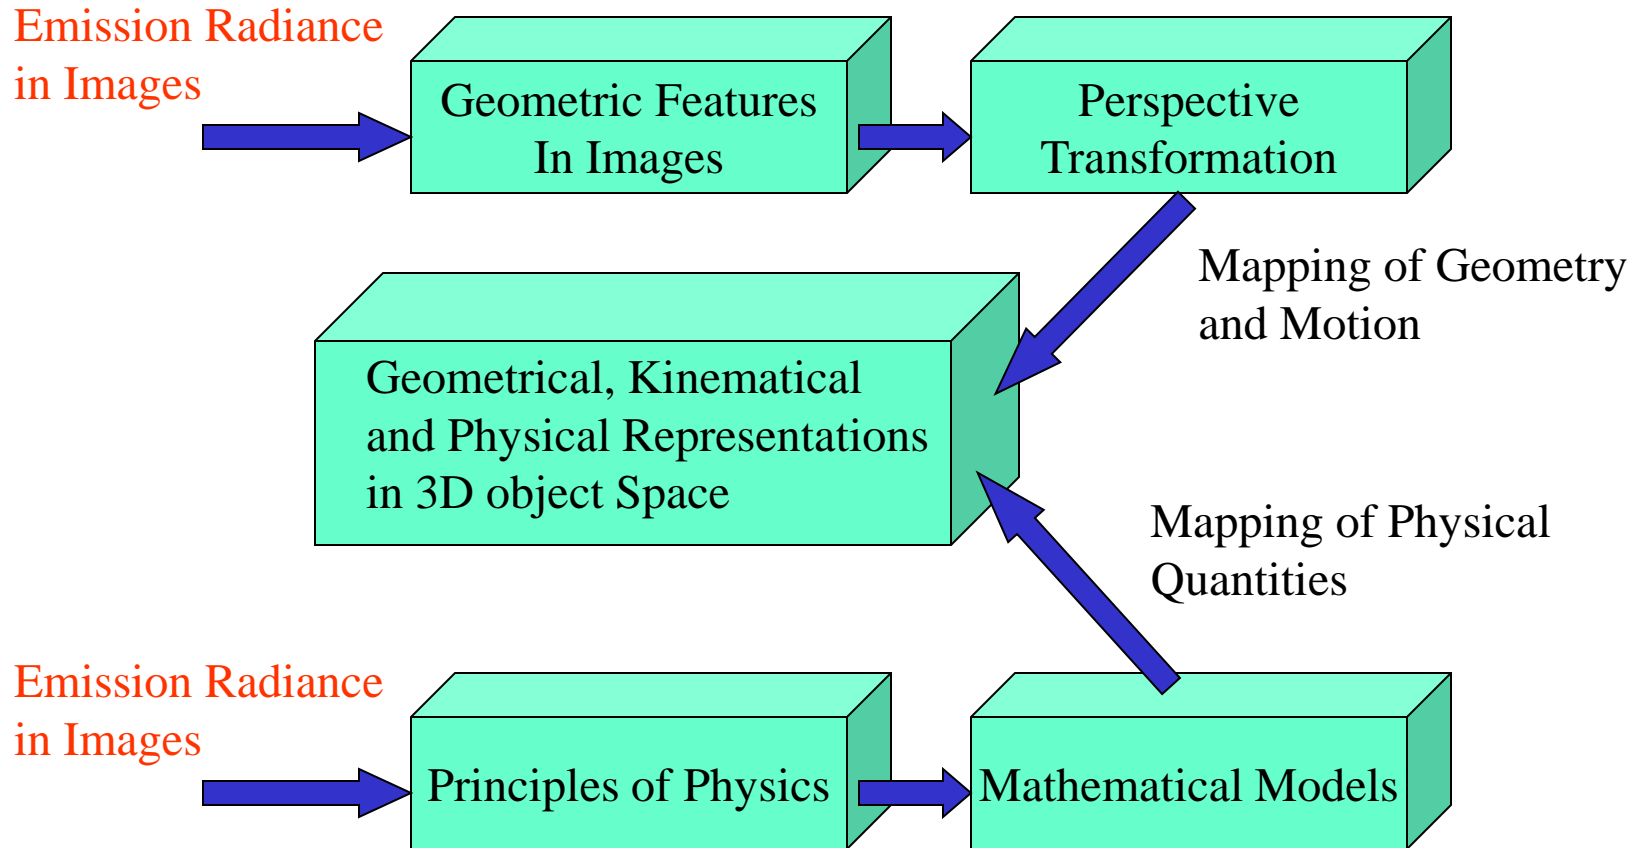 Emission Radiance
in Images
Geometric Features
In Images
Perspective
Transformation
Mapping of Geometry
and Motion
Geometrical, Kinematical
and Physical Representations
in 3D object Space
Mapping of Physical
Quantities
Emission Radiance
in Images
Principles of Physics
Mathematical Models